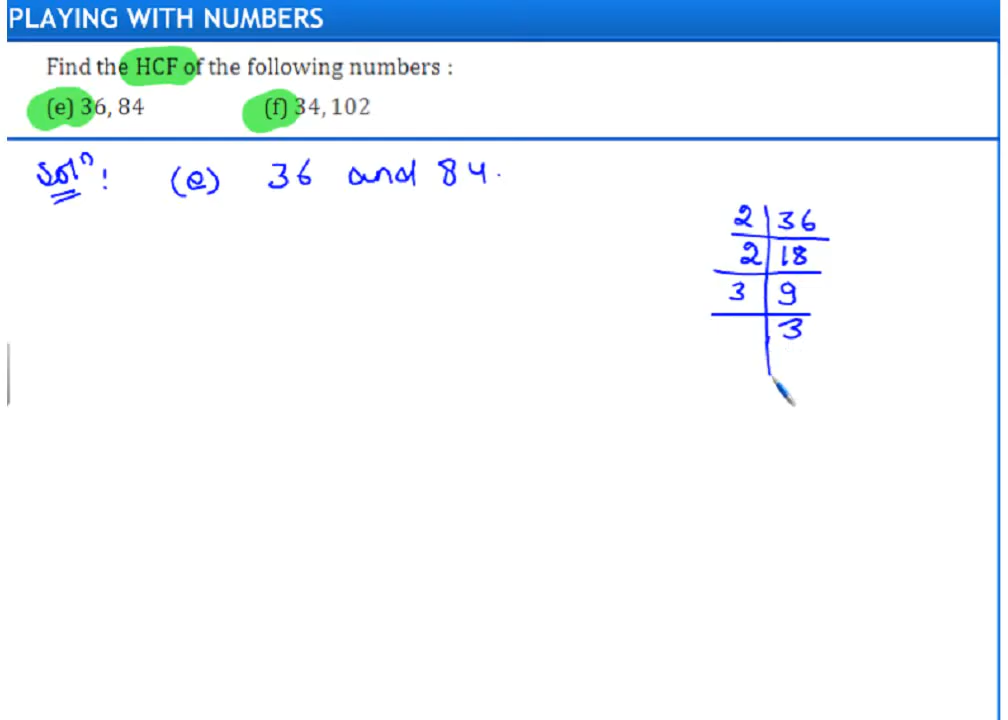 PLAYING WITH NUMBERS
Find the HCF of the following numbers :
(e) 36, 84 (f) 34, 102
Solⁿ : (e) 36 and 84.
2 | 36
2 | 18
3 | 9
| 3